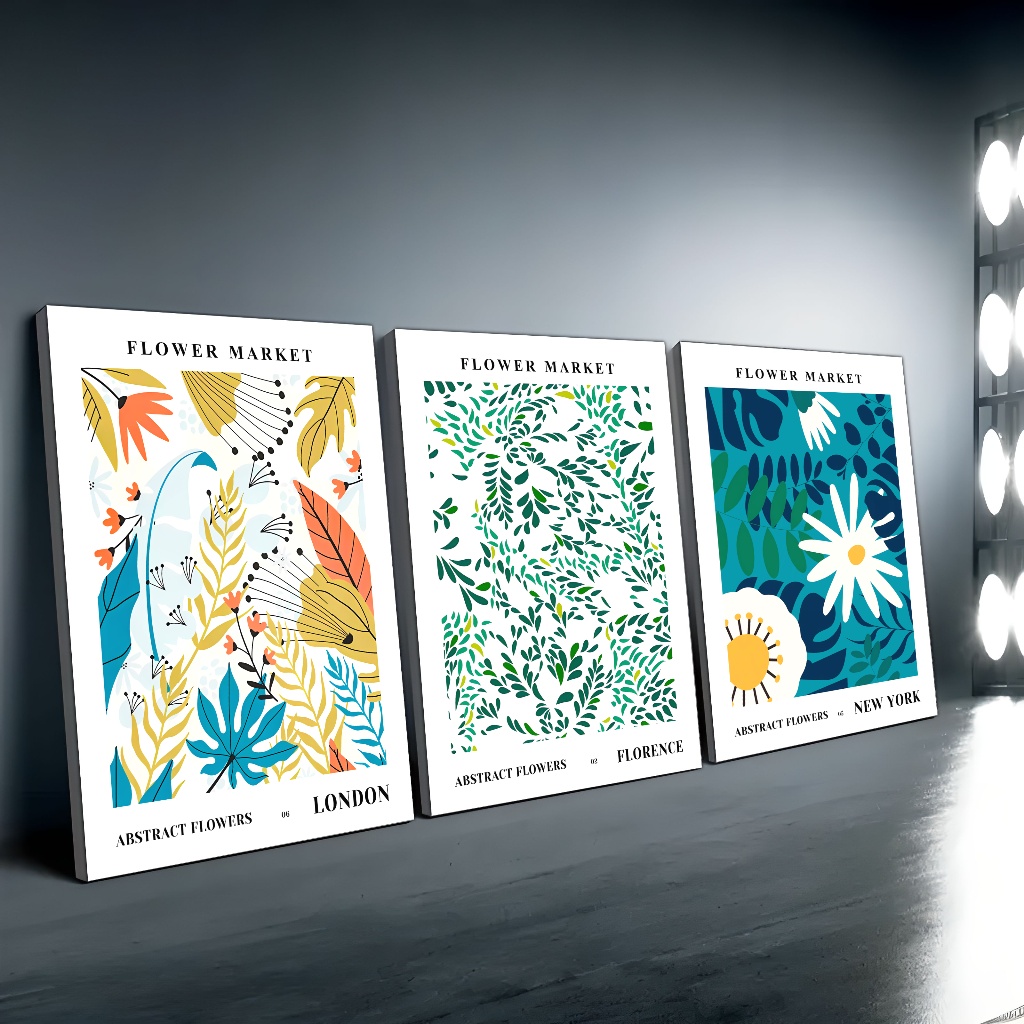 FLOWER MARKET
ABSTRACT FLOWERS 06 LONDON
FLOWER MARKET
ABSTRACT FLOWERS 02 FLORENCE
FLOWER MARKET
ABSTRACT FLOWERS NEW YORK